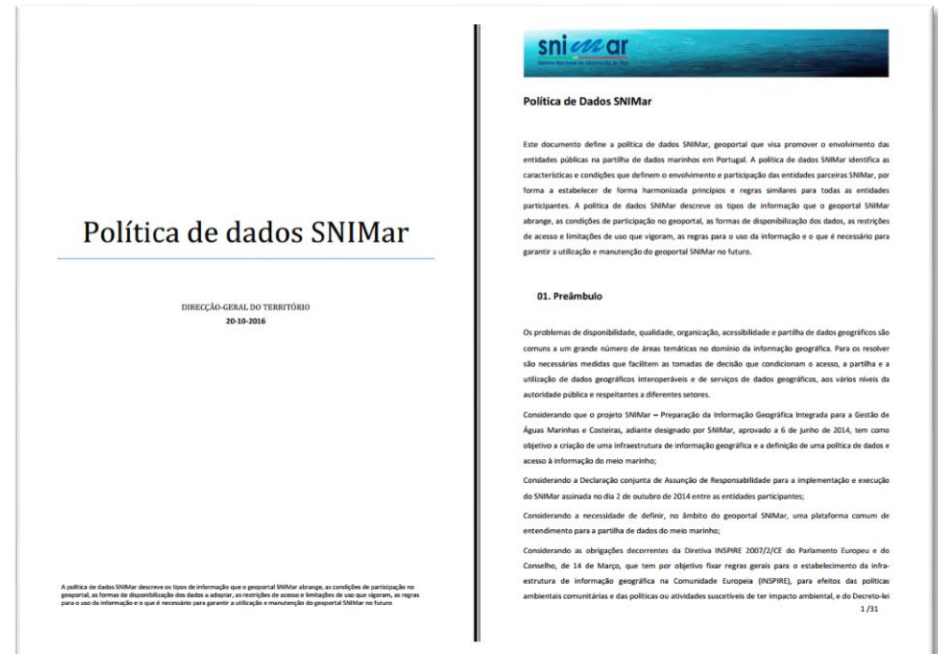 Política de dados SNIMar
DIRECÇÃO-GERAL DO TERRITÓRIO
20-10-2016
A política de dados SNIMar descreve os tipos de informação que o geoportal SNIMar abrange, as condições de participação no
geoportal, as formas de disponibilização dos dados a adoptar, as restrições de acesso e limitações de uso que vigoram, as regras
para o uso da informação e o que é necessário para garantir a utilização e manutenção do geoportal SNIMar no futuro
snimar
Política de Dados SNIMar
Este documento define a política de dados SNIMar, geoportal que visa promover o envolvimento das
entidades públicas na partilha de dados marinhos em Portugal. A política de dados SNIMar identifica as
características e condições que definem o envolvimento e participação das entidades parceiras SNIMar, por
forma a estabelecer de forma harmonizada princípios e regras similares para todas as entidades
participantes. A política de dados SNIMar descreve os tipos de informação que o geoportal SNIMar
abrange, as condições de participação no geoportal, as formas de disponibilização dos dados, as restrições
de acesso e limitações de uso que vigoram, as regras para o uso da informação e o que é necessário para
garantir a utilização e manutenção do geoportal SNIMar no futuro.
01. Preâmbulo
Os problemas de disponibilidade, qualidade, organização, acessibilidade e partilha de dados geográficos são
comuns a um grande número de áreas temáticas no domínio da informação geográfica. Para os resolver
são necessárias medidas que facilitem as tomadas de decisão que condicionam o acesso, a partilha e a
utilização de dados geográficos interoperáveis e de serviços de dados geográficos, aos vários níveis da
autoridade pública e respeitantes a diferentes setores.
Considerando que o projeto SNIMar – Preparação da Informação Geográfica Integrada para a Gestão de
Águas Marinhas e Costeiras, adiante designado por SNIMar, aprovado a 6 de junho de 2014, tem como
objetivo a criação de uma infraestrutura de informação geográfica e a definição de uma política de dados e
acesso à informação do meio marinho;
Considerando a Declaração conjunta de Assunção de Responsabilidade para a implementação e execução
do SNIMar assinada no dia 2 de outubro de 2014 entre as entidades participantes;
Considerando a necessidade de definir, no âmbito do geoportal SNIMar, uma plataforma comum de
entendimento para a partilha de dados do meio marinho;
Considerando as obrigações decorrentes da Diretiva INSPIRE 2007/2/CE do Parlamento Europeu e do
Conselho, de 14 de Março, que tem por objetivo fixar regras gerais para o estabelecimento da infra-
estrutura de informação geográfica na Comunidade Europeia (INSPIRE), para efeitos das políticas
ambientais comunitárias e das políticas ou atividades suscetíveis de ter impacto ambiental, e do Decreto-lei
1 /31